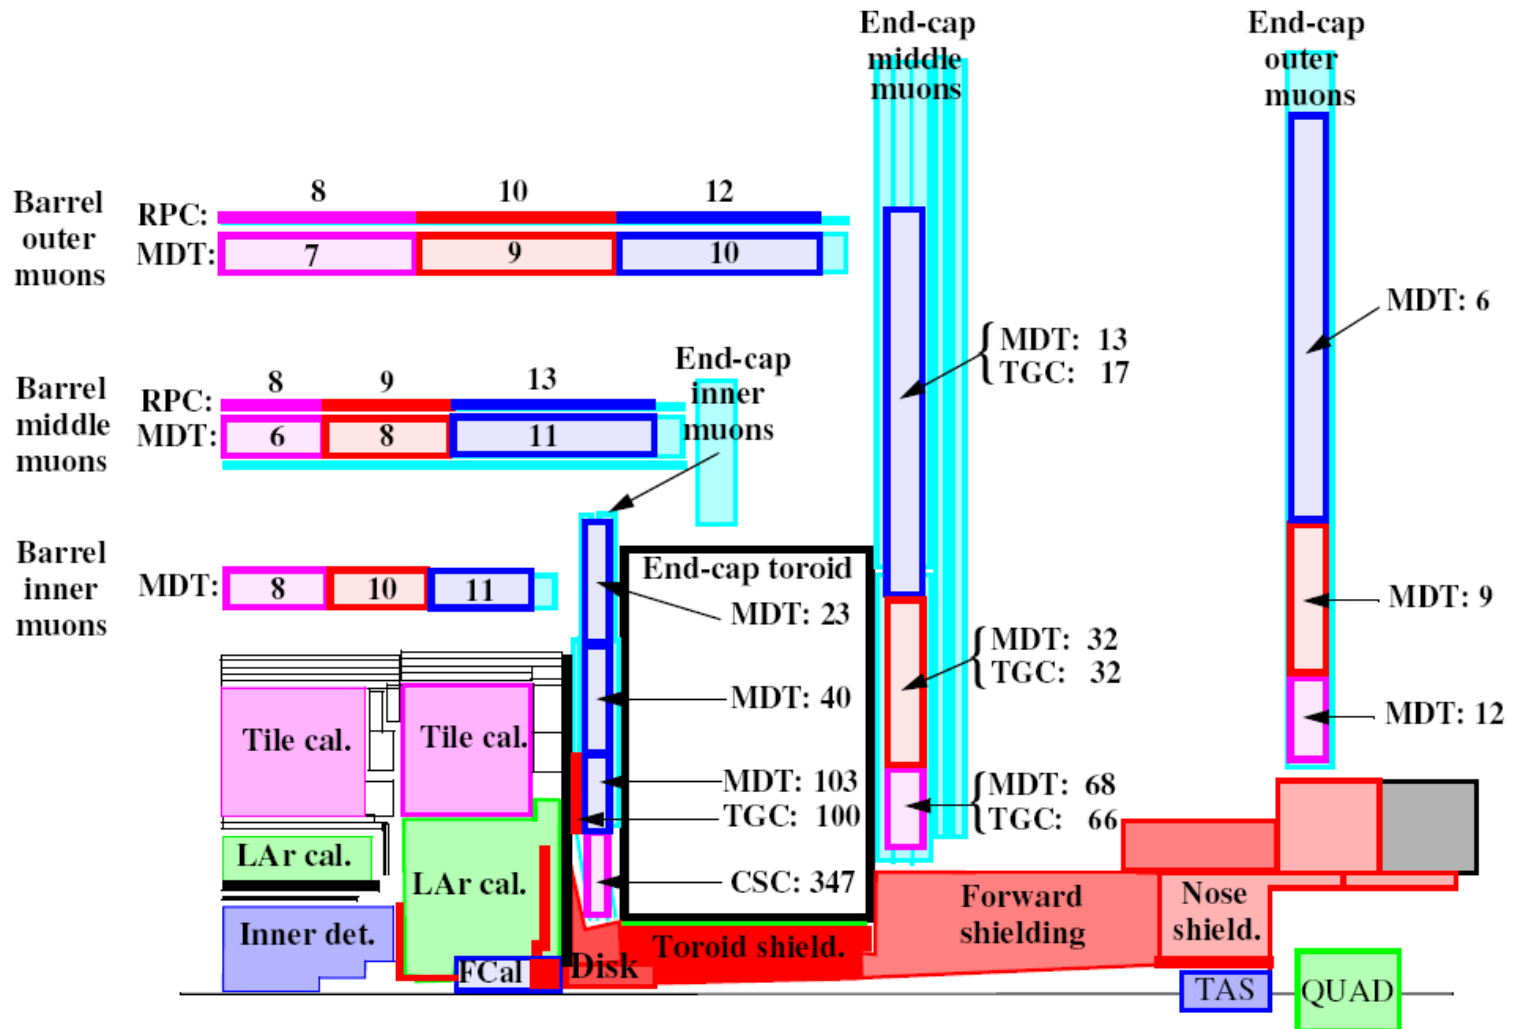 End-cap
middle
muons
End-cap
outer
muons
Barrel
outer
muons
8 10 12
RPC:
MDT: 7 9 10
MDT: 6
{MDT: 13
TGC: 17
Barrel
middle
muons
8 9 13
RPC:
MDT: 6 8 11
End-cap
inner
muons
Barrel
inner
muons
MDT: 8 10 11
End-cap toroid
MDT: 23
MDT: 40
MDT: 103
TGC: 100
CSC: 347
{MDT: 32
TGC: 32
{MDT: 68
TGC: 66
MDT: 9
MDT: 12
Tile cal.
Tile cal.
LAr cal.
LAr cal.
Inner det.
FCal
Disk
Toroid shield.
Forward
shielding
Nose
shield.
TAS
QUAD